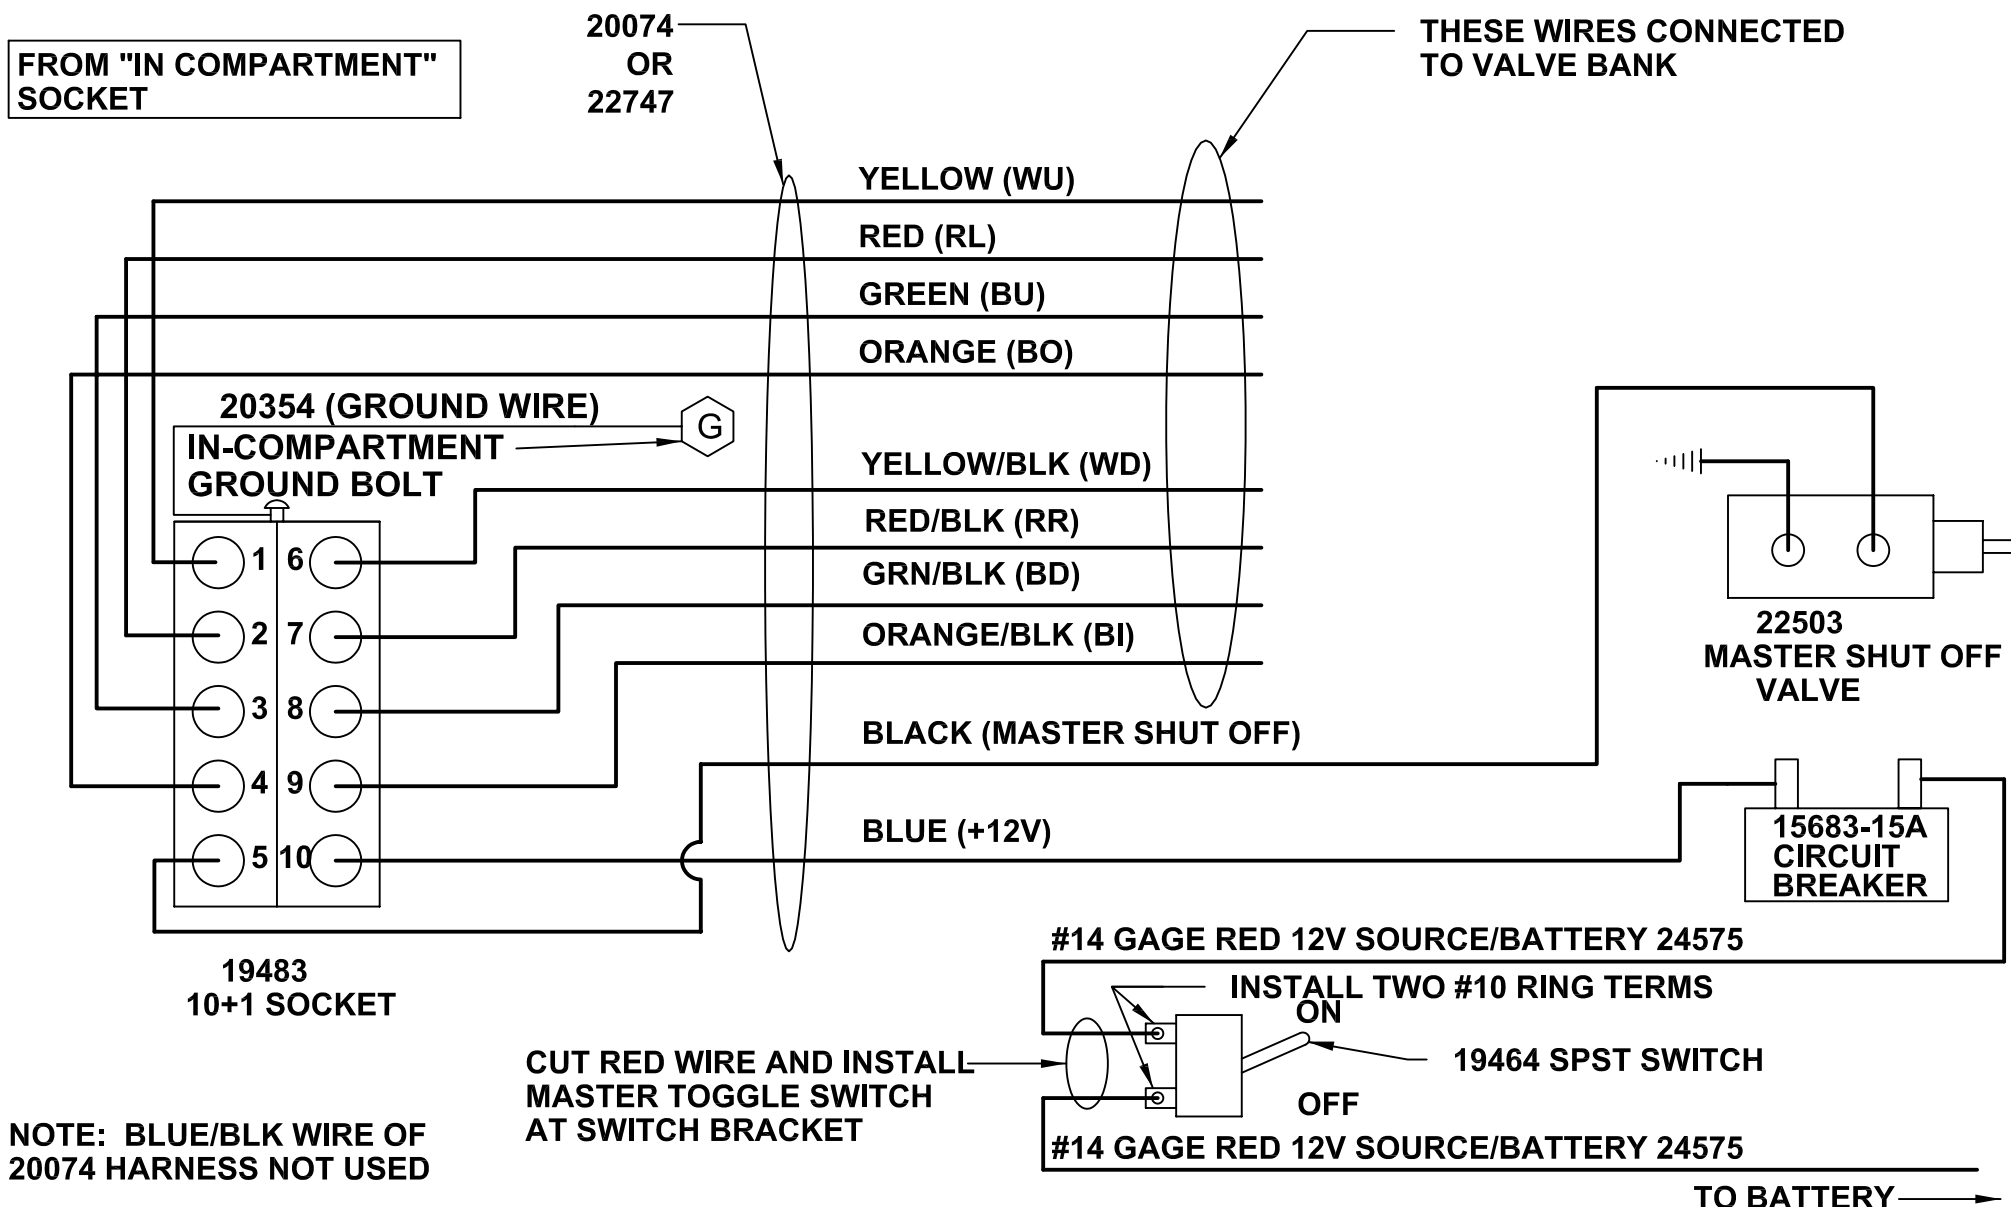 FROM "IN COMPARTMENT"
SOCKET
20074
OR
22747
THESE WIRES CONNECTED
TO VALVE BANK
YELLOW (WU)
RED (RL)
GREEN (BU)
ORANGE (BO)
20354 (GROUND WIRE)
G
IN-COMPARTMENT
GROUND BOLT
YELLOW/BLK (WD)
RED/BLK (RR)
GRN/BLK (BD)
ORANGE/BLK (BI)
1 6
2 7
3 8
4 9
5 10
BLACK (MASTER SHUT OFF)
BLUE (+12V)
22503
MASTER SHUT OFF
VALVE
15683-15A
CIRCUIT
BREAKER
19483
10+1 SOCKET
#14 GAGE RED 12V SOURCE/BATTERY 24575
INSTALL TWO #10 RING TERMS
ON
19464 SPST SWITCH
OFF
CUT RED WIRE AND INSTALL
MASTER TOGGLE SWITCH
AT SWITCH BRACKET
#14 GAGE RED 12V SOURCE/BATTERY 24575
TO BATTERY
NOTE: BLUE/BLK WIRE OF
20074 HARNESS NOT USED